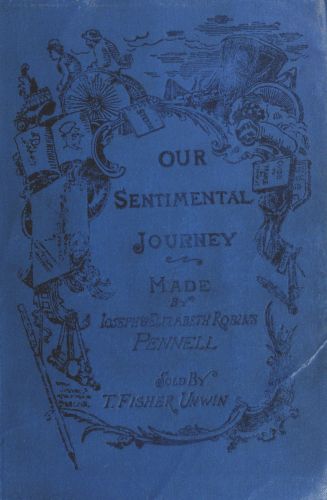 OUR
SENTIMENTAL
JOURNEY
MADE
BY
JOSEPH & ELIZABETH ROBINS
PENNELL
SOLD BY
T. FISHER UNWIN